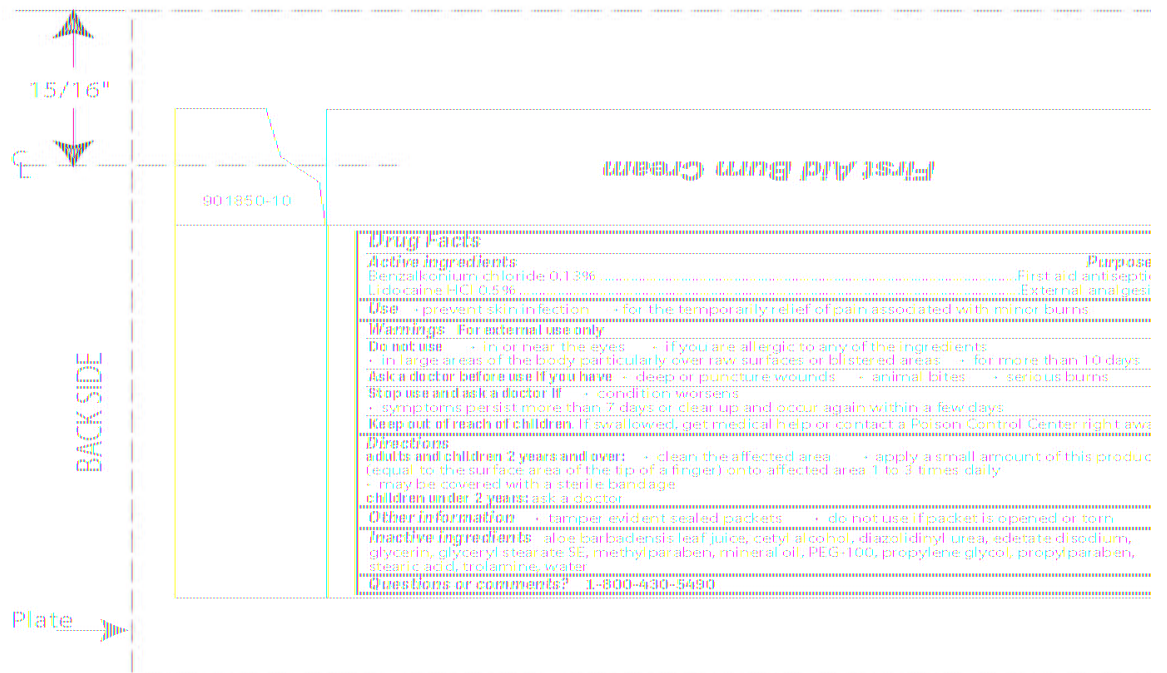 15/16"
℄
First Aid Burn Cream
901850-10
Drug Facts
Active ingredients Purpose
Benzalkonium chloride 0.13% First aid antisepti
Lidocaine HCl 0.5% External analgesi
Use · prevent skin infection · for the temporarily relief of pain associated with minor burns
Warnings For external use only
Do not use · in or near the eyes · if you are allergic to any of the ingredients
· in large areas of the body particularly over raw surfaces or blistered areas · for more than 10 days
Ask a doctor before use if you have · deep or puncture wounds · animal bites · serious burns
Stop use and ask a doctor if · condition worsens
· symptoms persist more than 7 days or clear up and occur again within a few days
Keep out of reach of children. If swallowed, get medical help or contact a Poison Control Center right awa
Directions
adults and children 2 years and over: · clean the affected area · apply a small amount of this produc
(equal to the surface area of the tip of a finger) onto affected area 1 to 3 times daily
· may be covered with a sterile bandage
children under 2 years: ask a doctor
Other information · tamper evident sealed packets · do not use if packet is opened or torn
Inactive ingredients aloe barbadensis leaf juice, cetyl alcohol, diazolidinyl urea, edetate disodium,
glycerin, glyceryl stearate SE, methylparaben, mineral oil, PEG-100, propylene glycol, propylparaben,
stearic acid, trolamine, water
Questions or comments? 1-800-430-5490
BACKSIDE
Plate